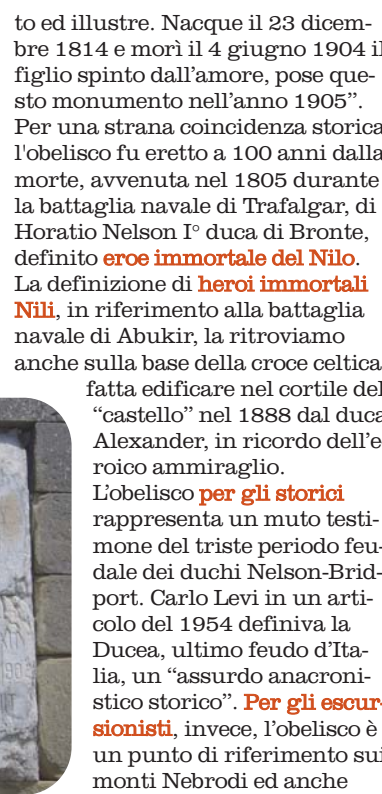 to ed illustre. Nacque il 23 dicem-
bre 1814 e morì il 4 giugno 1904 il
figlio spinto dall'amore, pose que-
sto monumento nell'anno 1905”.
Per una strana coincidenza storica
l'obelisco fu eretto a 100 anni dalla
morte, avvenuta nel 1805 durante
la battaglia navale di Trafalgar, di
Horatio Nelson I° duca di Bronte,
definito eroe immortale del Nilo.
La definizione di heroi immortali
Nili, in riferimento alla battaglia
navale di Abukir, la ritroviamo
anche sulla base della croce celtica
fatta edificare nel cortile del
“castello” nel 1888 dal duca
Alexander, in ricordo dell’e
roico ammiraglio.
L’obelisco per gli storici
rappresenta un muto testi-
mone del triste periodo feu-
dale dei duchi Nelson-Brid-
port. Carlo Levi in un arti-
colo del 1954 definiva la
Ducea, ultimo feudo d’Ita-
lia, un “assurdo anacroni-
stico storico”. Per gli escur-
sionisti, invece, l’obelisco è
un punto di riferimento sui
monti Nebrodi ed anche